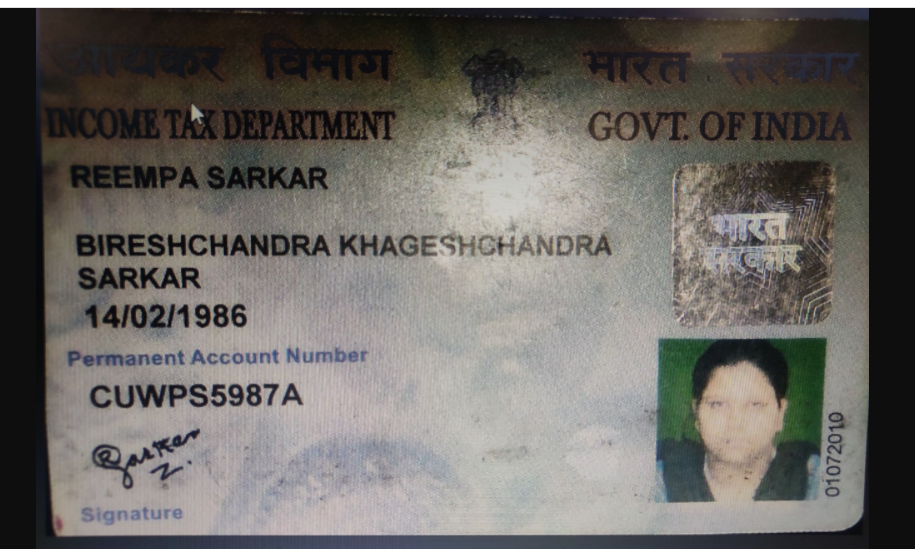 आयकर विभाग
भारत सरकार
INCOME TAX DEPARTMENT
GOVT. OF INDIA
REEMPA SARKAR
BIRESHCHANDRA KHAGESHCHANDRA
SARKAR
14/02/1986
Permanent Account Number
CUWPS5987A
Signature
भारत
सरकार
01072010